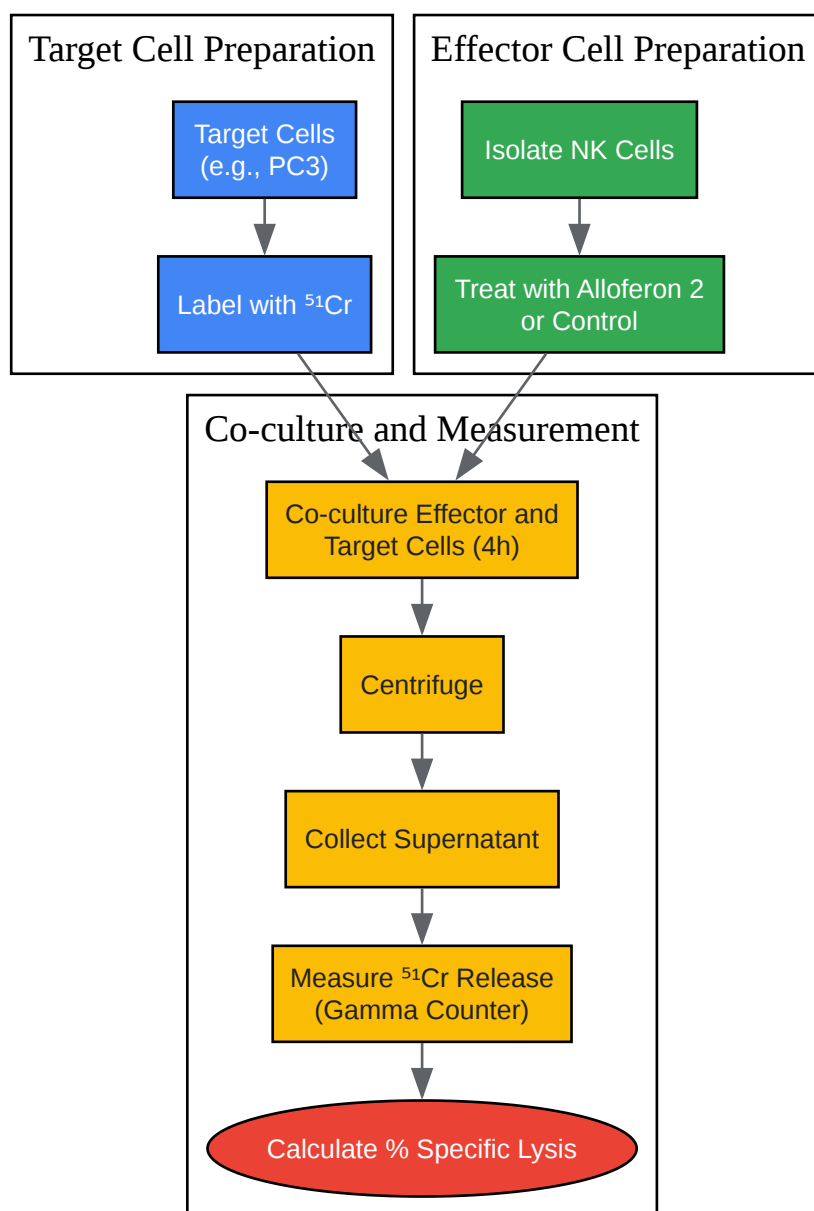 Target Cell Preparation
Target Cells
(e.g., PC3)
Label with ⁵¹Cr
Effector Cell Preparation
Isolate NK Cells
Treat with Alloferon 2
or Control
Co-culture and Measurement
Co-culture Effector and
Target Cells (4h)
Centrifuge
Collect Supernatant
Measure ⁵¹Cr Release
(Gamma Counter)
Calculate % Specific Lysis